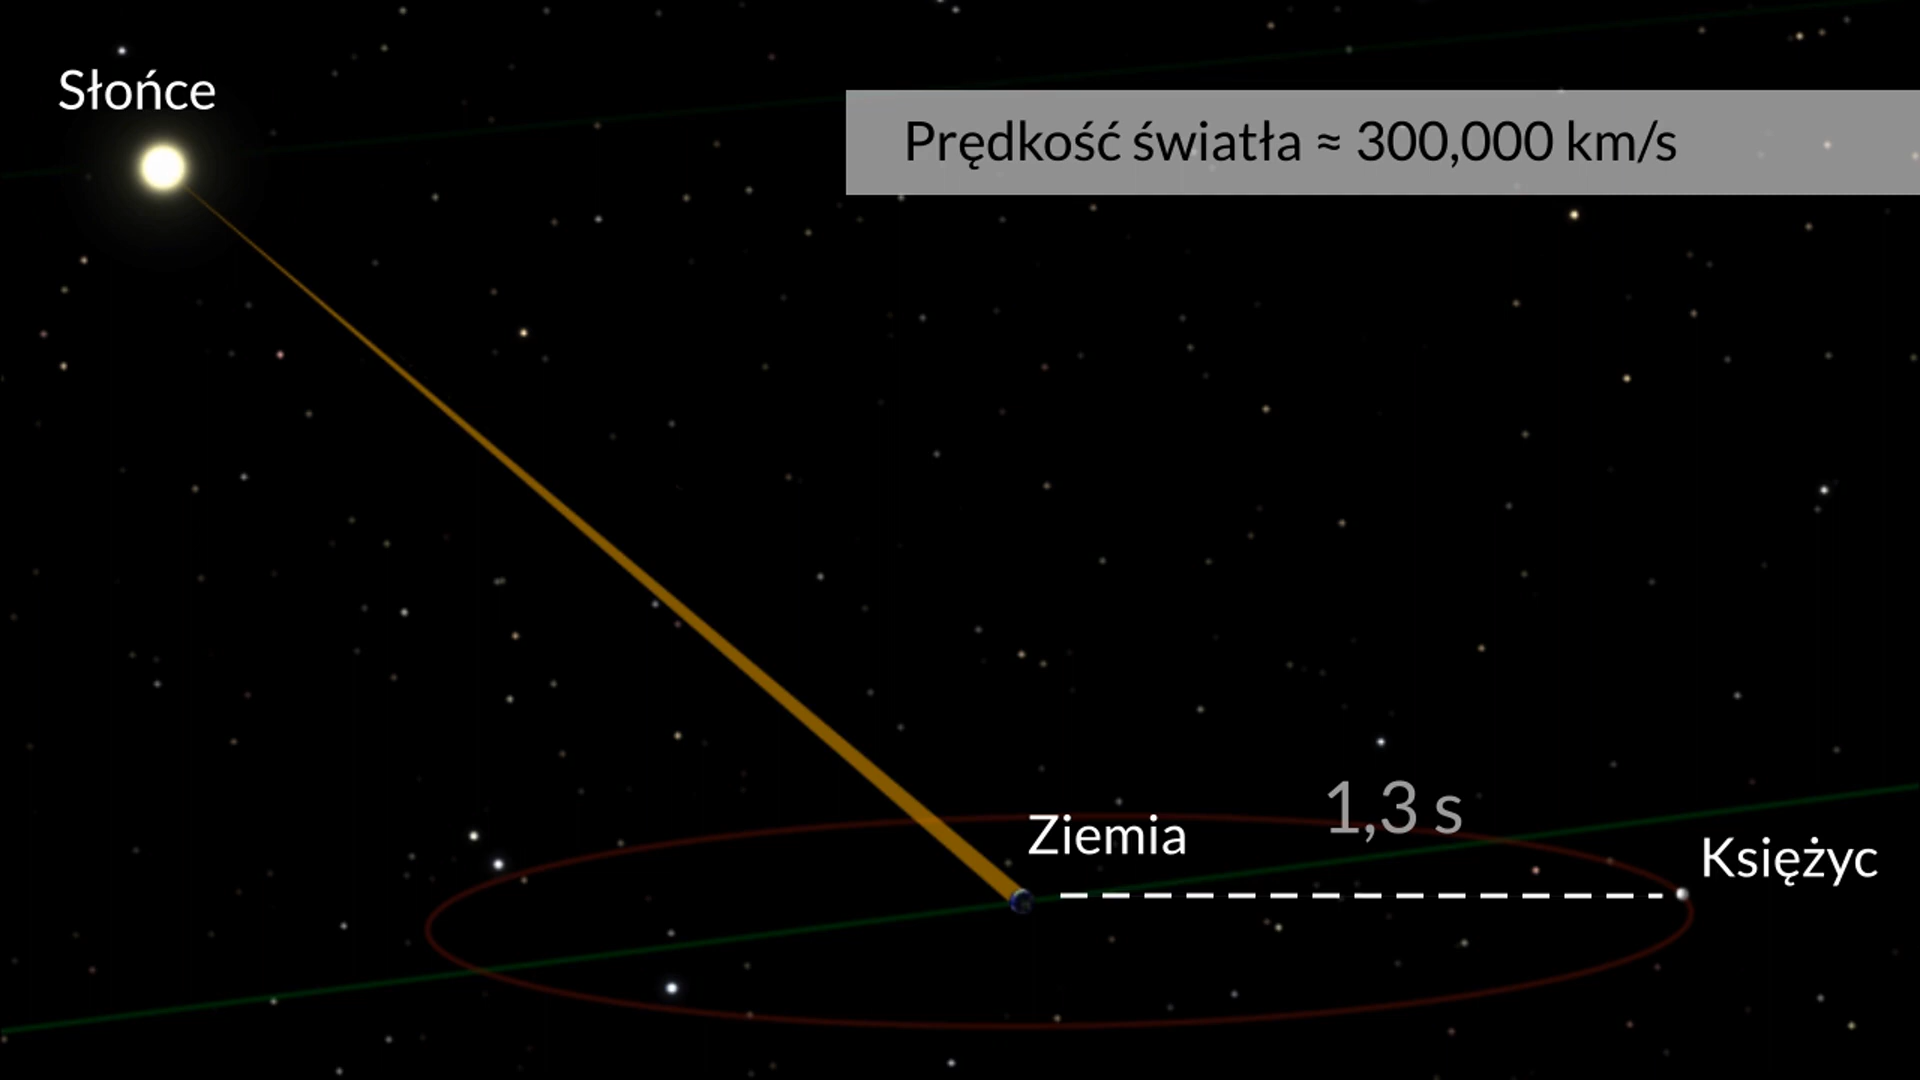 Słońce
Prędkość światła ≈ 300,000 km/s
1,3 s
Ziemia
Księżyc